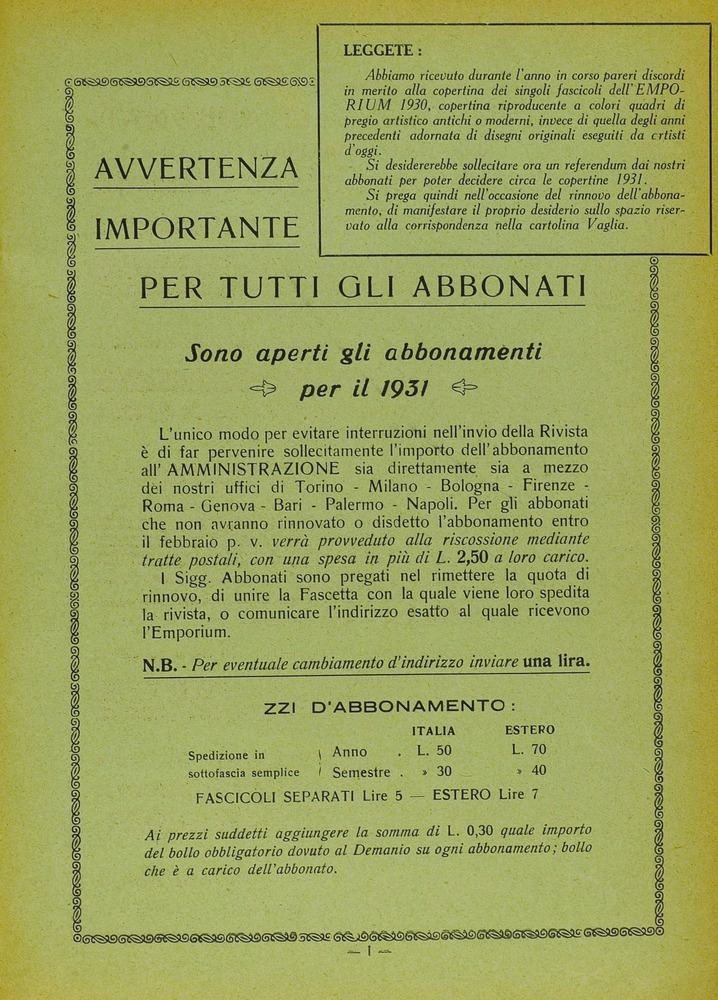 LEGGETE :
Abbiamo ricevuto durante l'anno in corso pareri discordi
in merito alla copertina dei singoli fascicoli dell'EMPO-
RIUM 1930, copertina riproducente a colori quadri di
pregio artistico antichi o moderni, invece di quella degli anni
precedenti adornata di disegni originali eseguiti da artisti
d'oggi.
Si desidererebbe sollecitare ora un referendum dai nostri
abbonati per poter decidere circa le copertine 1931.
Si prega quindi nell'occasione del rinnovo dell'abbona-
mento, di manifestare il proprio desiderio sullo spazio riser-
vato alla corrispondenza nella cartolina Vaglia.
AVVERTENZA
IMPORTANTE
PER TUTTI GLI ABBONATI
Sono aperti gli abbonamenti
per il 1931
L'unico modo per evitare interruzioni nell'invio della Rivista
è di far pervenire sollecitamente l'importo dell'abbonamento
all' AMMINISTRAZIONE sia direttamente sia a mezzo
dei nostri uffici di Torino - Milano - Bologna - Firenze -
Roma - Genova - Bari - Palermo - Napoli. Per gli abbonati
che non avranno rinnovato o disdetto l'abbonamento entro
il febbraio p. v. verrà provveduto alla riscossione mediante
tratte postali, con una spesa in più di L. 2,50 a loro carico.
I Sigg. Abbonati sono pregati nel rimettere la quota di
rinnovo, di unire la Fascetta con la quale viene loro spedita
la rivista, o comunicare l'indirizzo esatto al quale ricevono
l'Emporium.
N.B. - Per eventuale cambiamento d'indirizzo inviare una lira.
ZZI D'ABBONAMENTO :
ITALIA ESTERO
Spedizione in Anno . L. 50 L. 70
sottofascia semplice Semestre . » 30 » 40
FASCICOLI SEPARATI Lire 5 — ESTERO Lire 7
Ai prezzi suddetti aggiungere la somma di L. 0,30 quale importo
del bollo obbligatorio dovuto al Demanio su ogni abbonamento; bollo
che è a carico dell'abbonato.
— I —